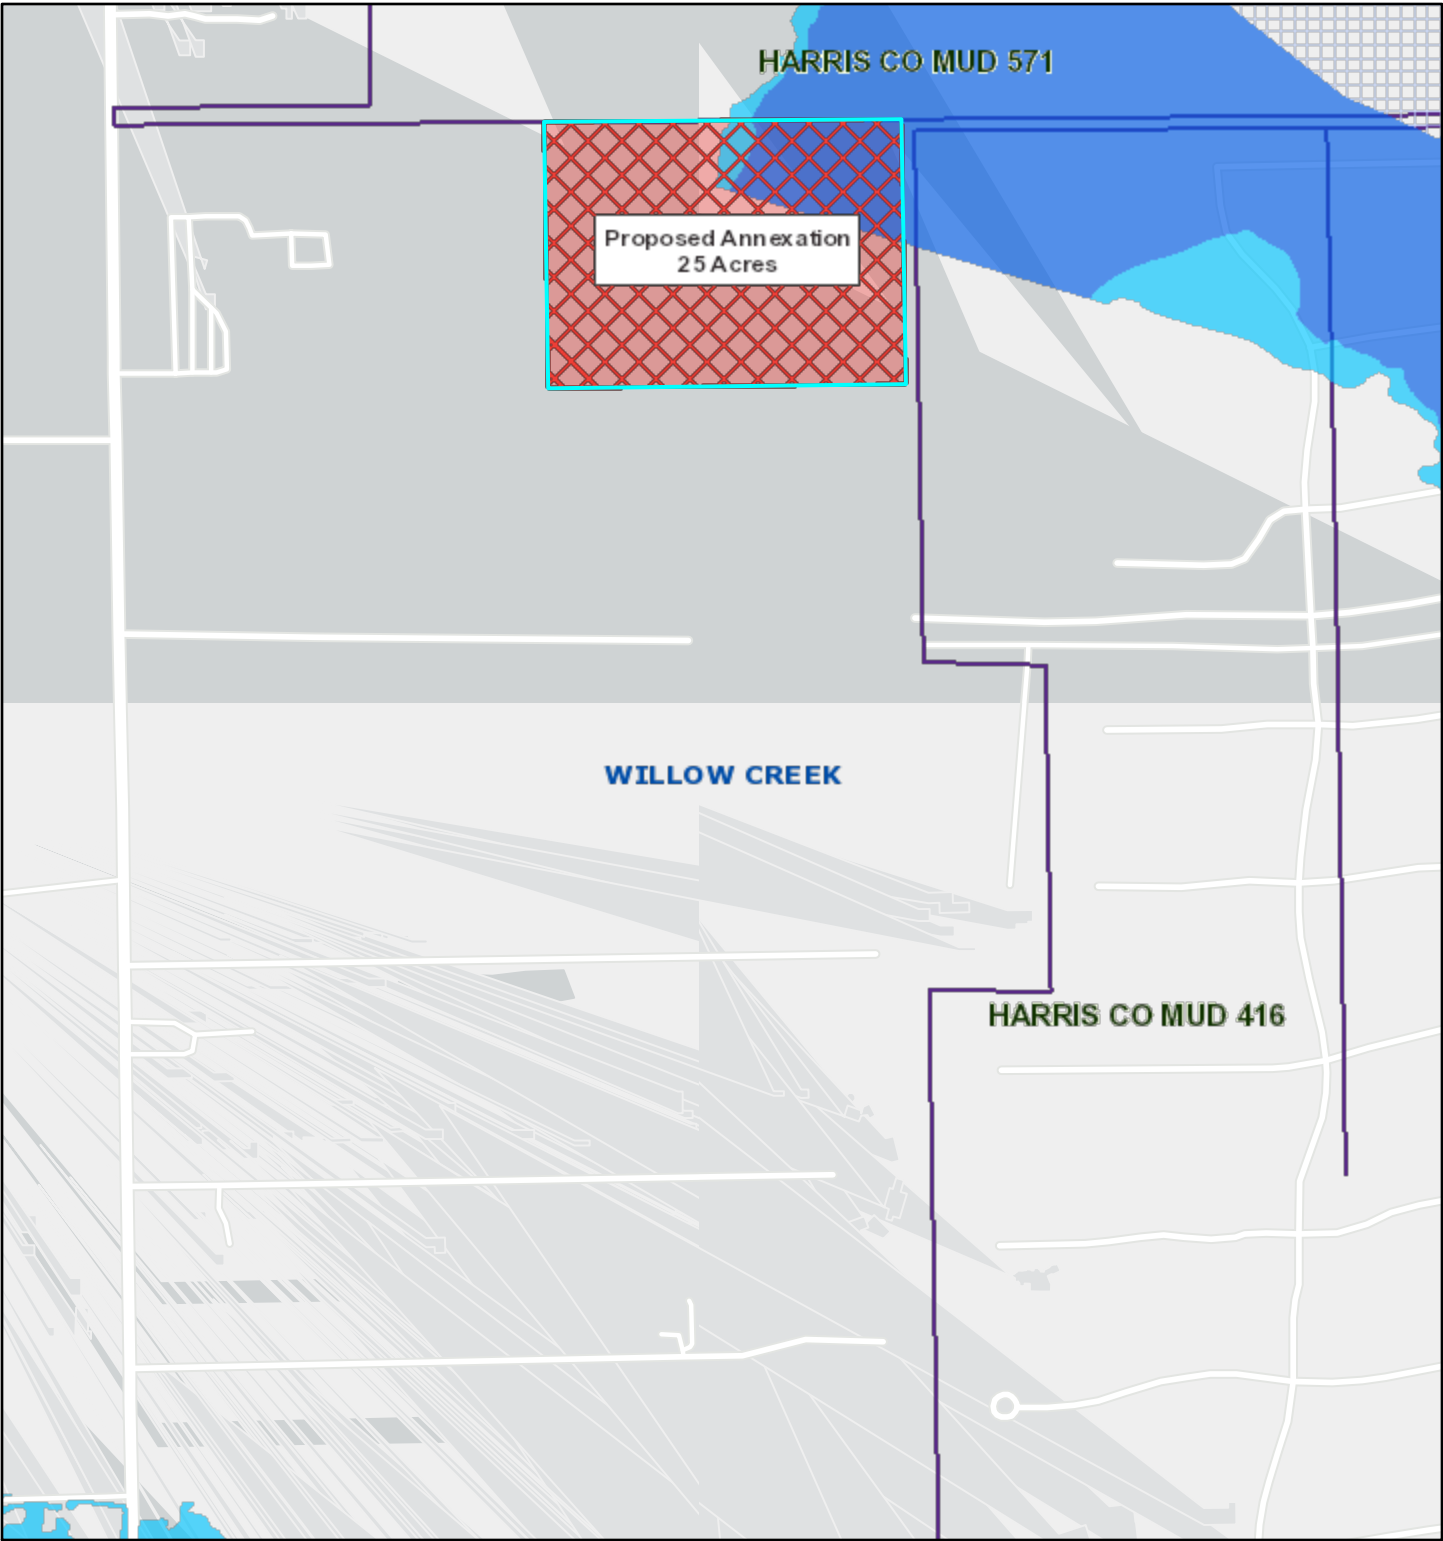 HARRIS CO MUD 571
Proposed Annexation
25 Acres
WILLOW CREEK
HARRIS CO MUD 416